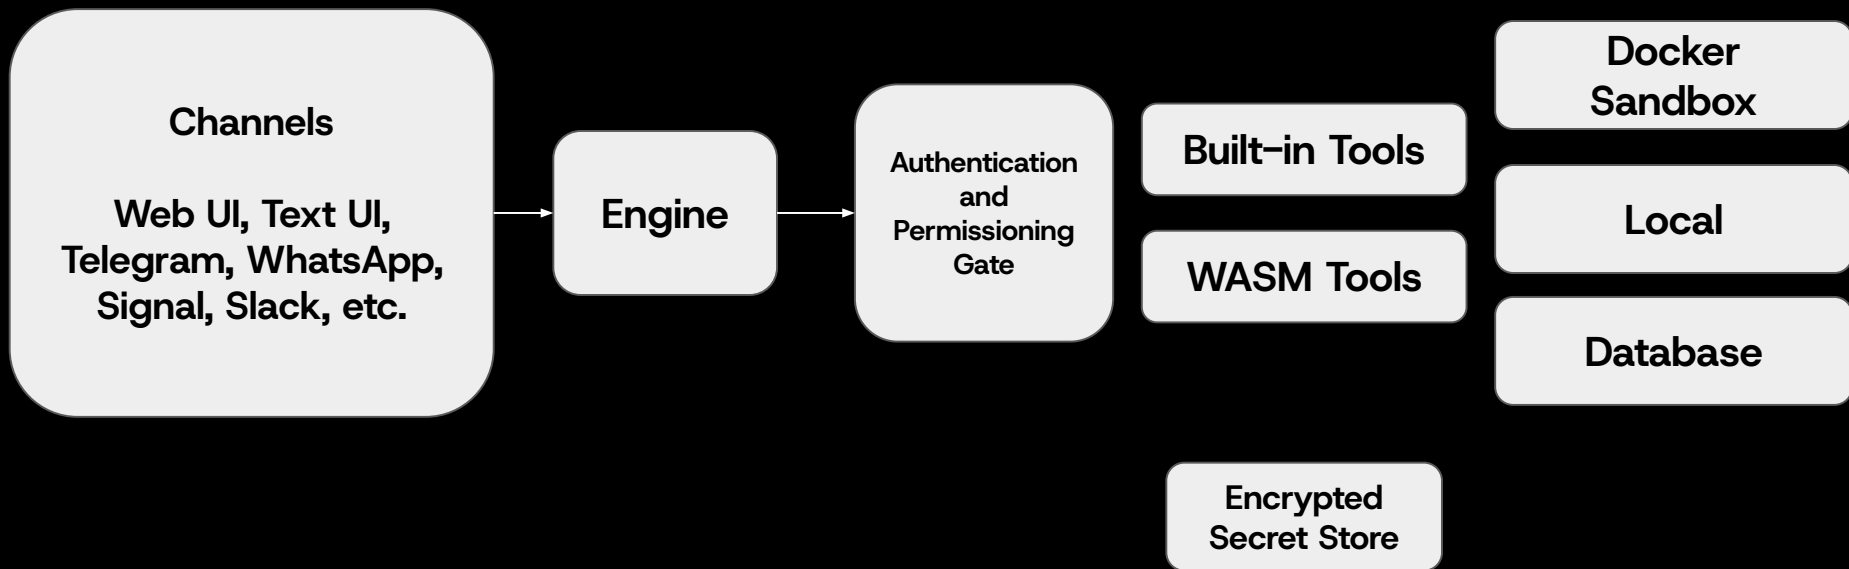 Channels
Web UI, Text UI,
Telegram, WhatsApp,
Signal, Slack, etc.
Engine
Authentication
and
Permissioning
Gate
Built-in Tools
WASM Tools
Docker
Sandbox
Local
Database
Encrypted
Secret Store